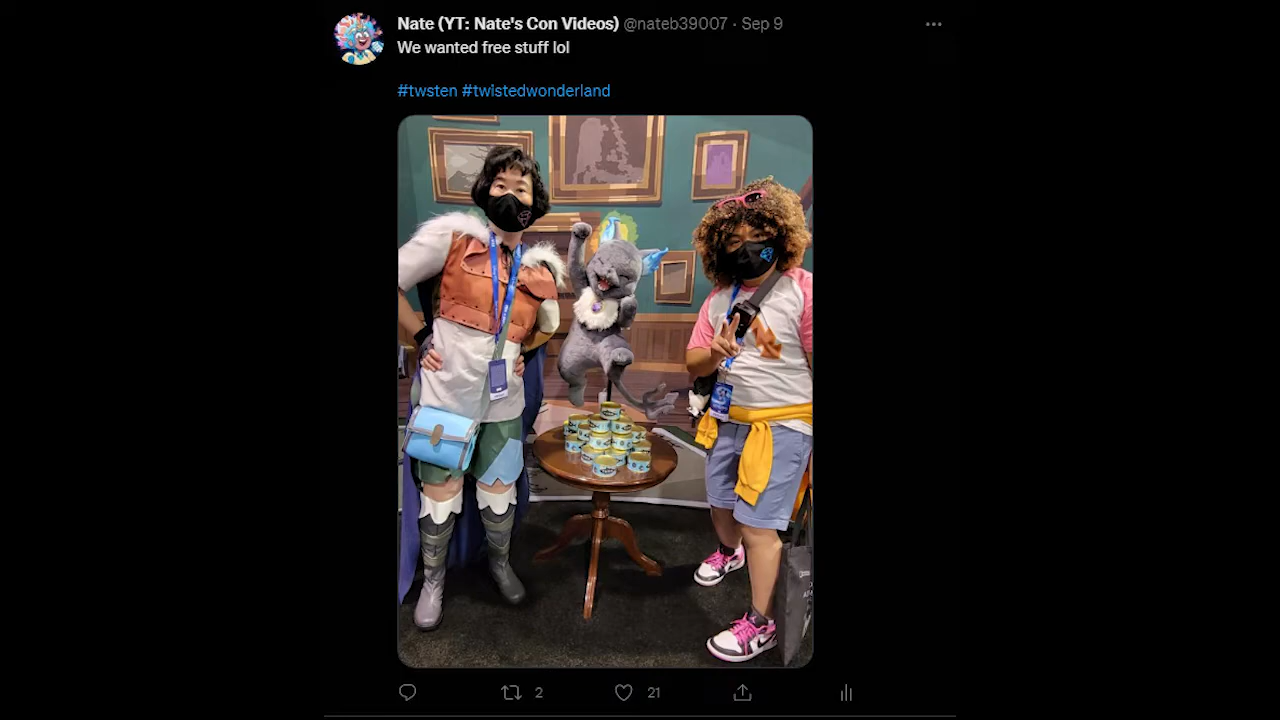 Nate (YT: Nate's Con Videos) @nateb39007 · Sep 9
We wanted free stuff lol
#twsten #twistedwonderland
2
21